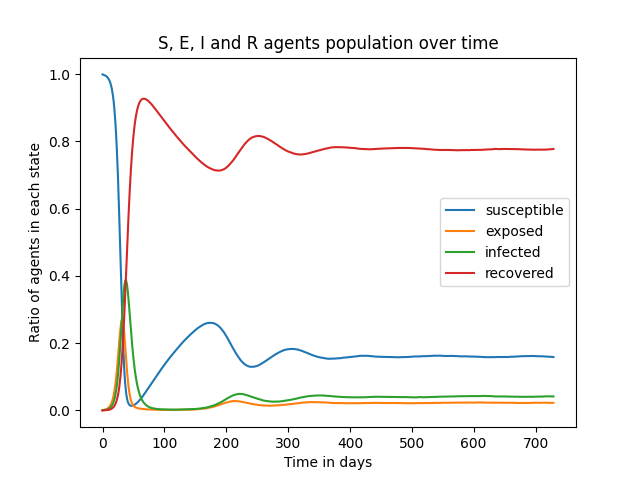 S, E, I and R agents population over time
Ratio of agents in each state
1.0
0.8
0.6
0.4
0.2
0.0
susceptible
exposed
infected
recovered
0 100 200 300 400 500 600 700
Time in days